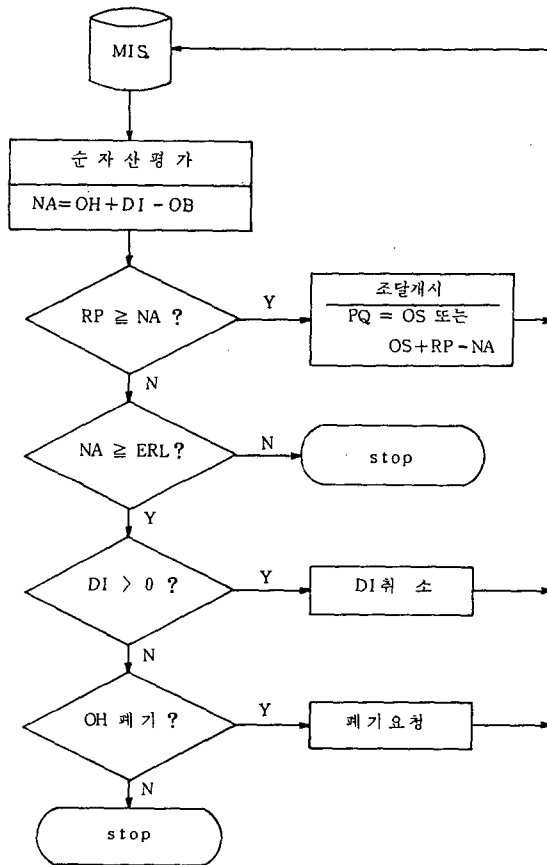 MIS
순 자 산 평 가
NA=OH+DI-OB
RP ≧ NA ?
Y
조달개시
PQ = OS 또는
OS+RP-NA
N
NA ≧ ERL?
N
stop
Y
DI > 0 ?
Y
DI취 소
N
OH 폐 기 ?
Y
폐기요청
N
stop